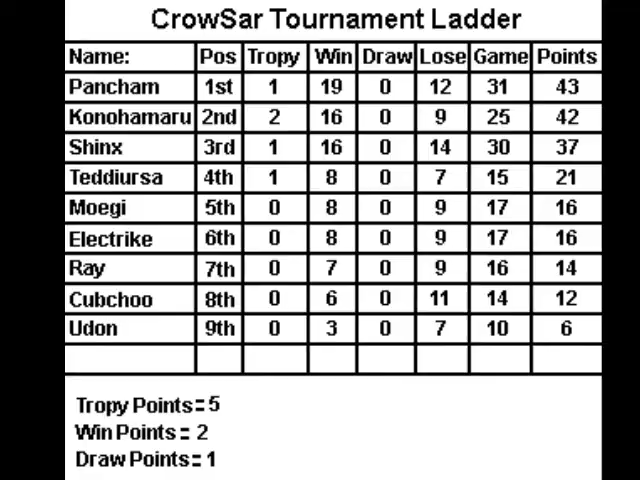 CrowSar Tournament Ladder
Name: Pos Tropy Win Draw Lose Game Points
Pancham 1st 1 19 0 12 31 43
Konohamaru 2nd 2 16 0 9 25 42
Shinx 3rd 1 16 0 14 30 37
Teddiursa 4th 1 8 0 7 15 21
Moegi 5th 0 8 0 9 17 16
Electrike 6th 0 8 0 9 17 16
Ray 7th 0 7 0 9 16 14
Cubchoo 8th 0 6 0 11 14 12
Udon 9th 0 3 0 7 10 6
Tropy Points= 5
Win Points= 2
Draw Points= 1